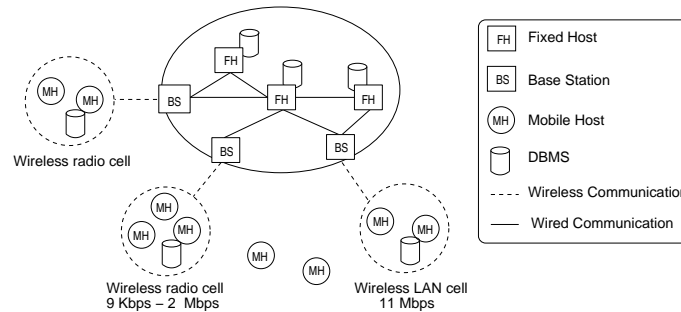 FH
BS
FH
FH
BS
BS
MH
MH
Wireless radio cell
MH
MH
MH
Wireless radio cell
9 Kbps – 2 Mbps
MH
MH
MH
MH
Wireless LAN cell
11 Mbps
FH Fixed Host
BS Base Station
MH Mobile Host
DBMS
Wireless Communication
Wired Communication